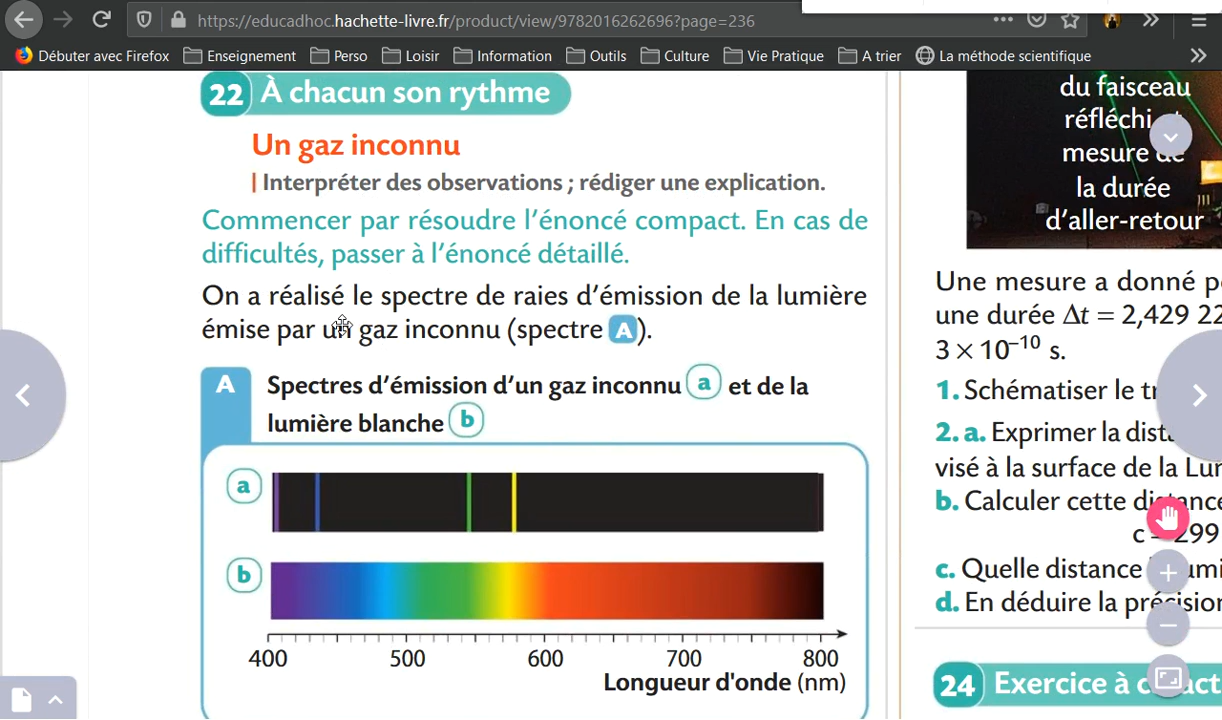 https://educadhoc.hachette-livre.fr/product/view/9782016262696?page=236
Débuter avec Firefox Enseignement Perso Loisir Information Outils Culture Vie Pratique A trier La méthode scientifique
22 À chacun son rythme
Un gaz inconnu
Interpréter des observations ; rédiger une explication.
Commencer par résoudre l'énoncé compact. En cas de
difficultés, passer à l'énoncé détaillé.
On a réalisé le spectre de raies d'émission de la lumière
émise par un gaz inconnu (spectre A).
A Spectres d'émission d'un gaz inconnu a et de la
lumière blanche b
a
b
400 500 600 700 800
Longueur d'onde (nm)
du faisceau
réfléchi
mesure de
la durée
d'aller-retour
Une mesure a donné
une durée Δt = 2,429 22
3 × 10⁻¹⁰ s.
1. Schématiser le
2. a. Exprimer la
visé à la surface de la
b. Calculer cette distance
c = 299
c. Quelle distance
d. En déduire la précision
24 Exercice à